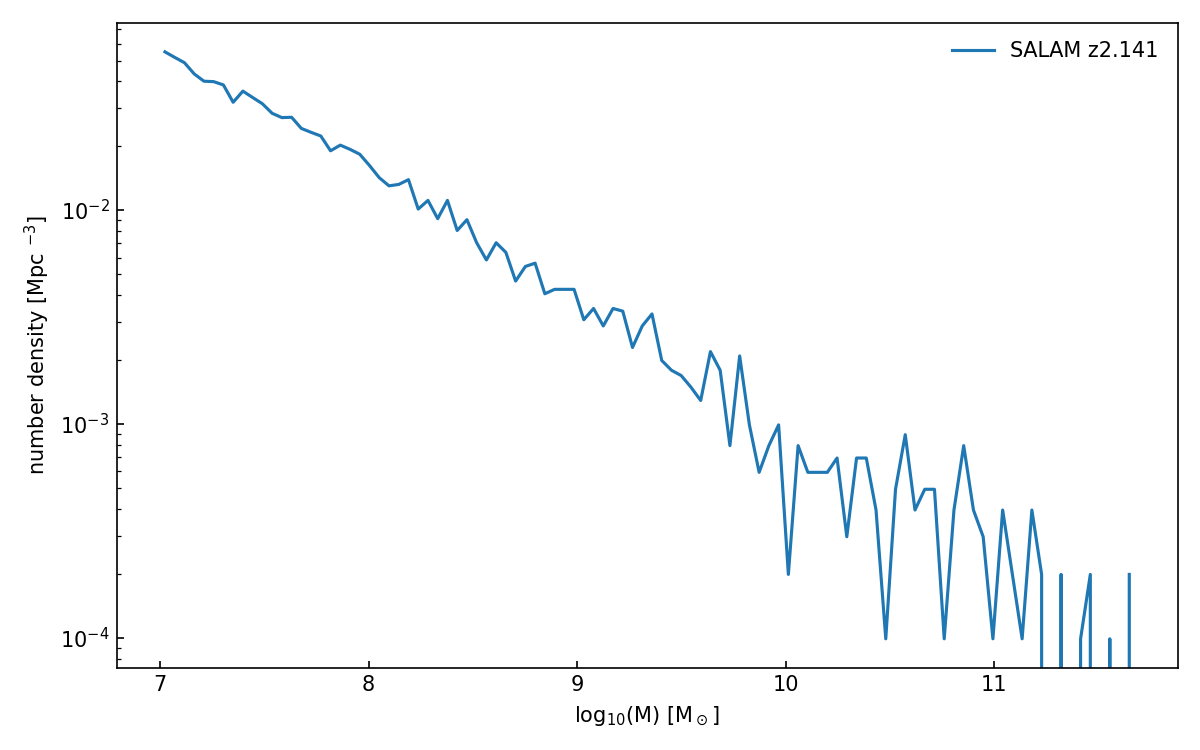 SALAM z2.141
number density [Mpc⁻³]
10⁻²
10⁻³
10⁻⁴
7 8 9 10 11
log₁₀(M) [M⊙]